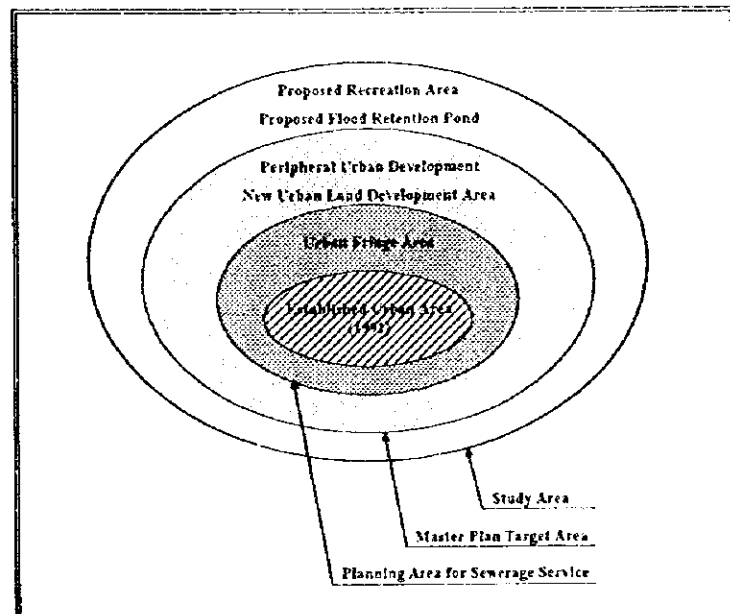 Proposed Recreation Area
Proposed Flood Retention Pond
Peripheral Urban Development
New Urban Land Development Area
Urban Fringe Area
Established Urban Area
(1992)
Study Area
Master Plan Target Area
Planning Area for Sewerage Service